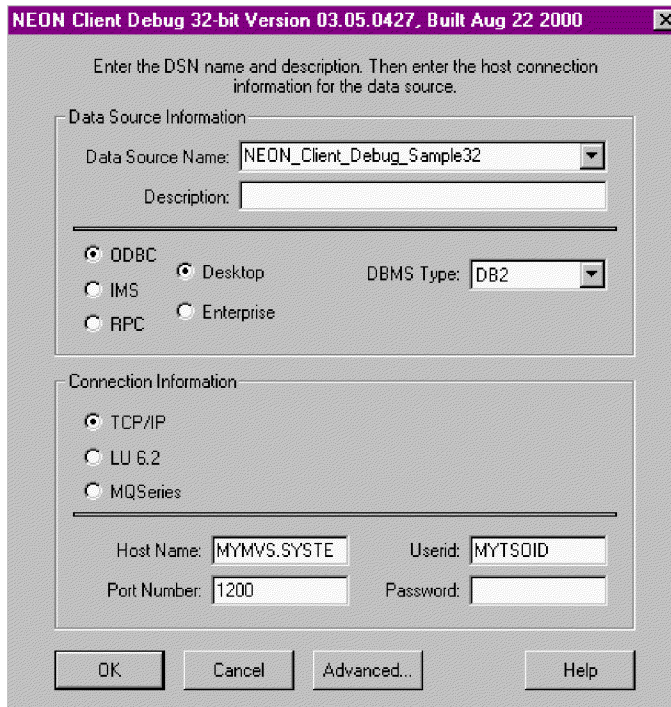 NEON Client Debug 32-bit Version 03.05.0427, Built Aug 22 2000
Enter the DSN name and description. Then enter the host connection
information for the data source.
Data Source Information
Data Source Name: NEON_Client_Debug_Sample32
Description:
ODBC
Desktop
DBMS Type: DB2
IMS
Enterprise
RPC
Connection Information
TCP/IP
LU 6.2
MQSeries
Host Name: MYMVS.SYSTE Userid: MYTSOID
Port Number: 1200 Password:
OK Cancel Advanced... Help